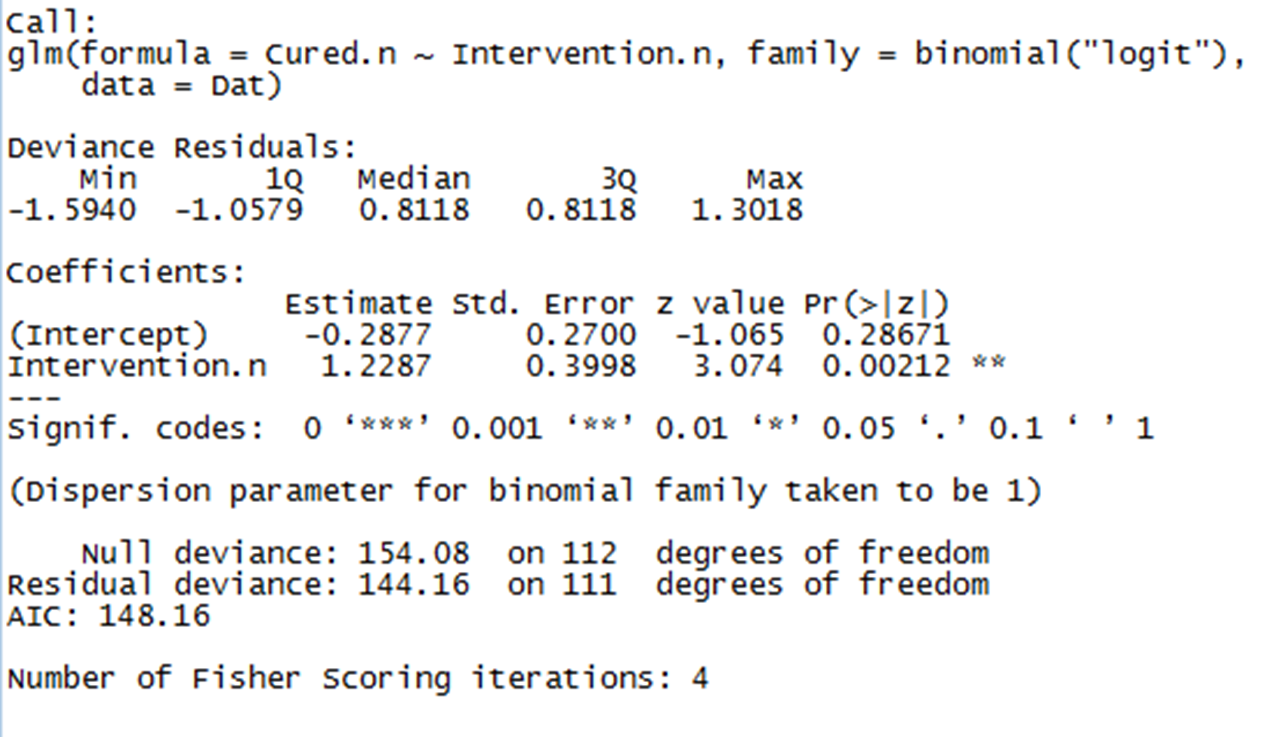 Call:
glm(formula = Cured.n ~ Intervention.n, family = binomial("logit"),
    data = Dat)
Deviance Residuals:
    Min       1Q   Median       3Q      Max
-1.5940  -1.0579   0.8118   0.8118   1.3018
Coefficients:
               Estimate Std. Error z value Pr(>|z|)
(Intercept)     -0.2877     0.2700  -1.065  0.28671
Intervention.n   1.2287     0.3998   3.074  0.00212 **
---
Signif. codes:  0 ‘***’ 0.001 ‘**’ 0.01 ‘*’ 0.05 ‘.’ 0.1 ‘ ’ 1
(Dispersion parameter for binomial family taken to be 1)
    Null deviance: 154.08  on 112  degrees of freedom
Residual deviance: 144.16  on 111  degrees of freedom
AIC: 148.16
Number of Fisher Scoring iterations: 4